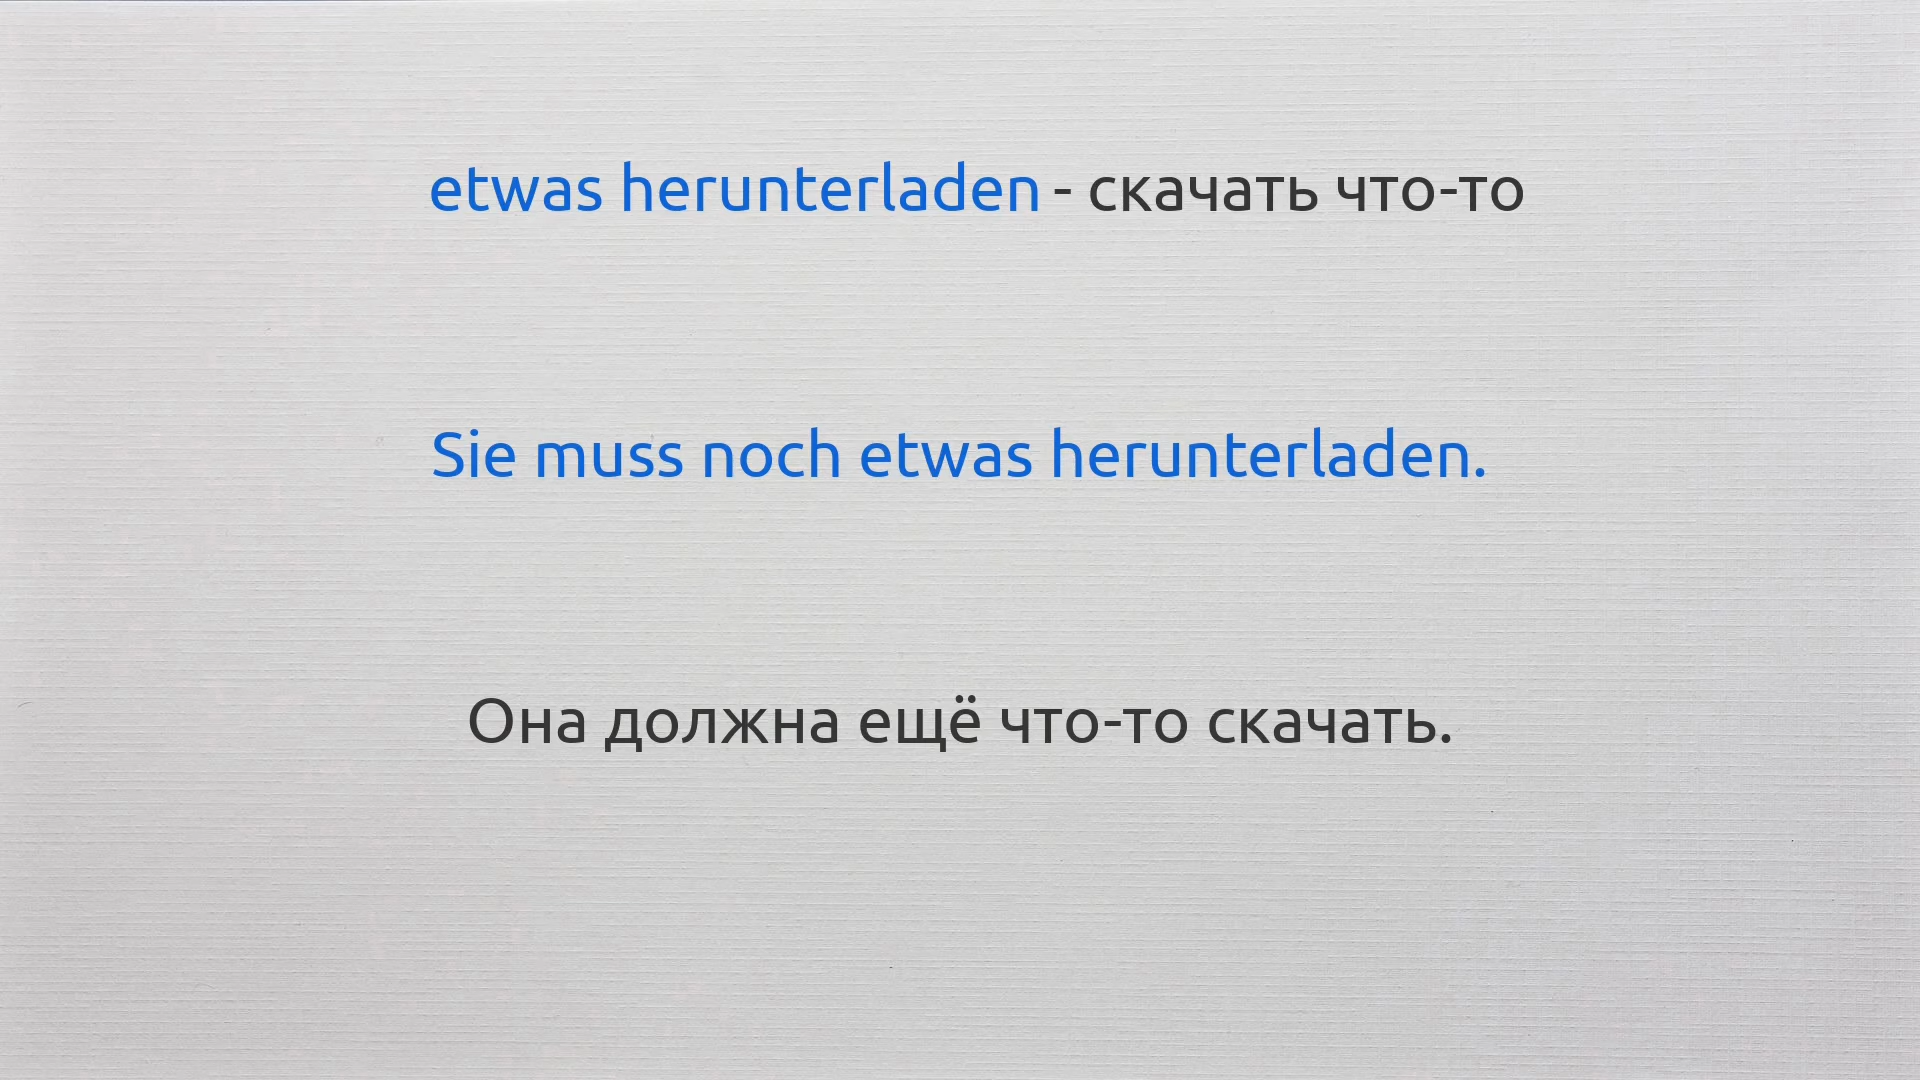 etwas herunterladen - скачать что-то
Sie muss noch etwas herunterladen.
Она должна ещё что-то скачать.